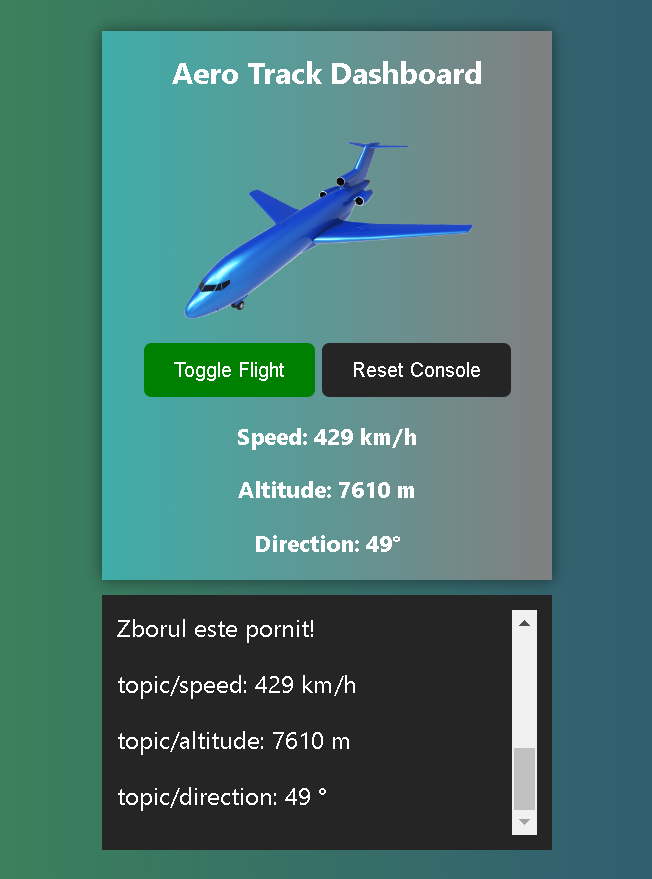 Aero Track Dashboard
Toggle Flight
Reset Console
Speed: 429 km/h
Altitude: 7610 m
Direction: 49°
Zborul este pornit!
topic/speed: 429 km/h
topic/altitude: 7610 m
topic/direction: 49 °